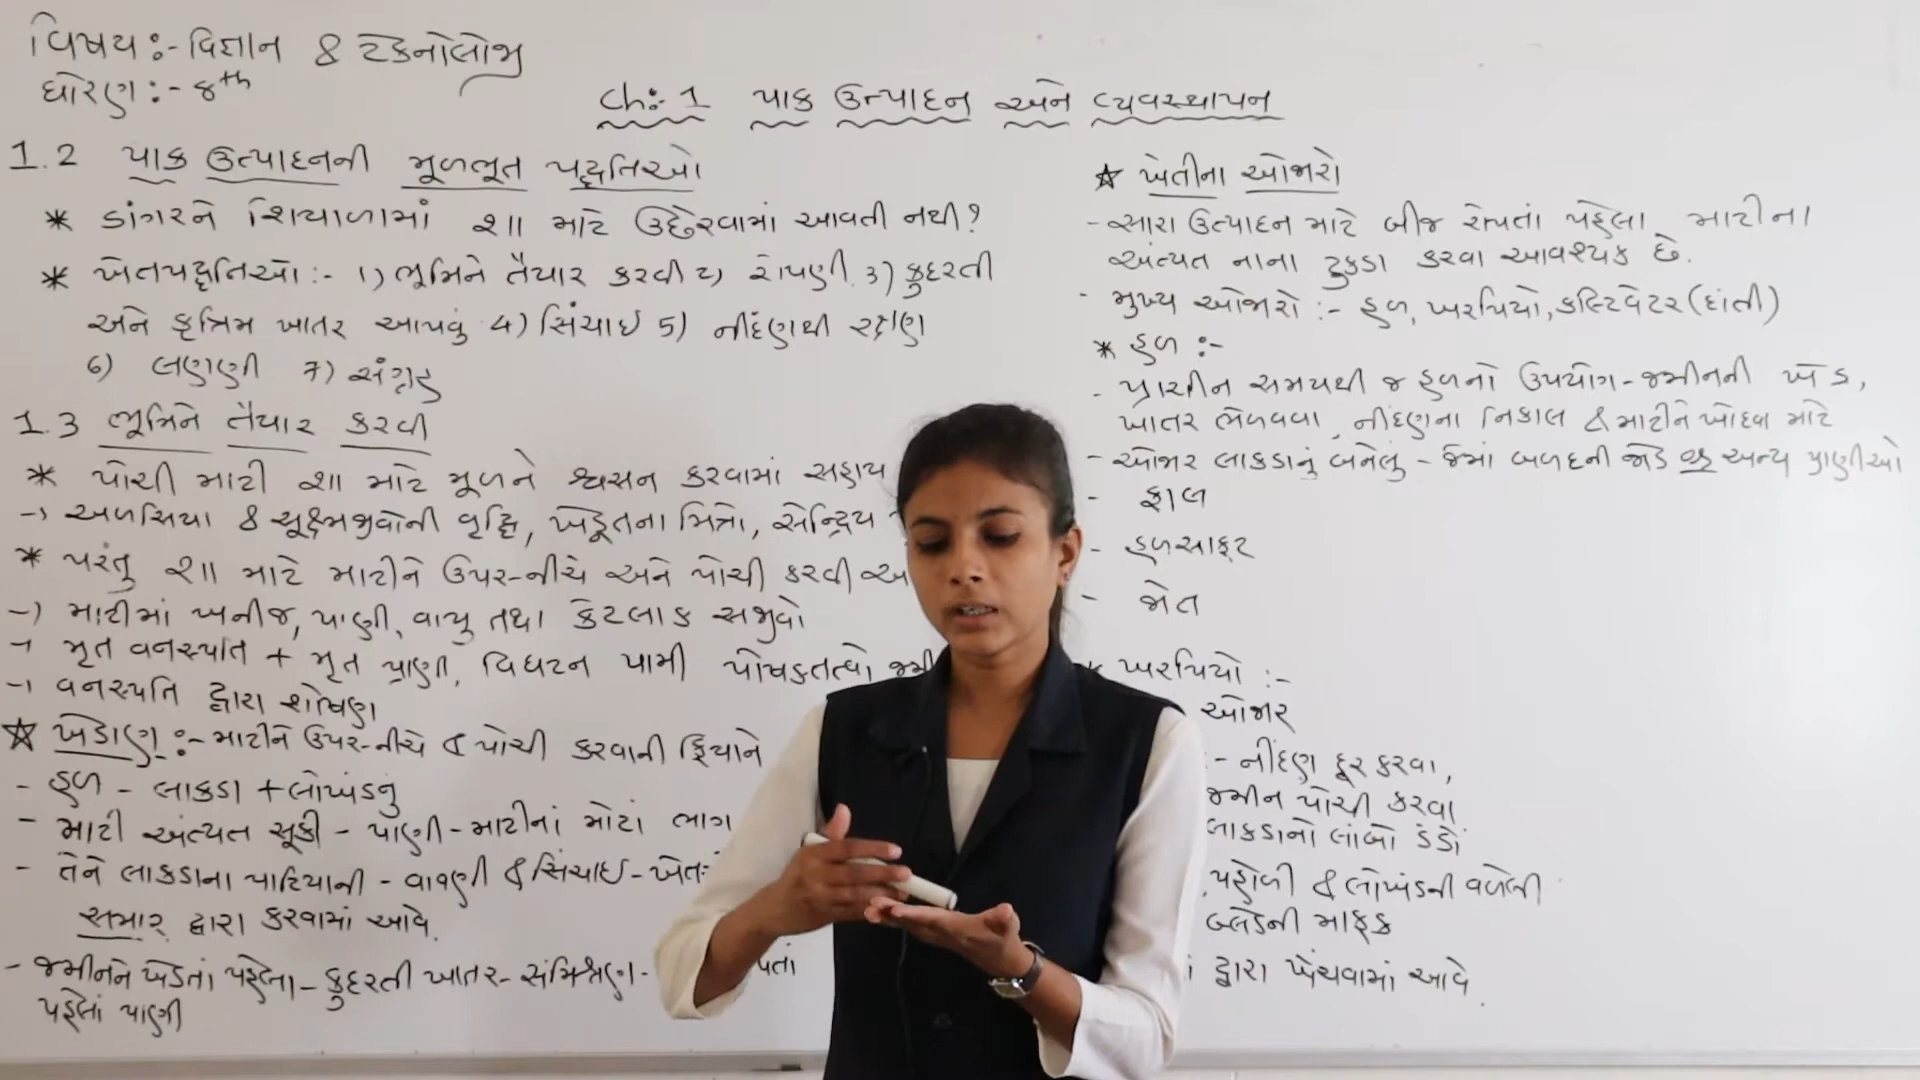 વિષય:- વિજ્ઞાન & ટેકનોલોજી
ધોરણ:- ૪th
Ch:- 1 પાક ઉત્પાદન અને વ્યવસ્થાપન
1.2 પાક ઉત્પાદનની મૂળભૂત પદ્ધતિઓ
* ડાંગરને શિયાળામાં શા માટે ઉછેરવામાં આવતી નથી?
* ખેતપદ્ધતિઓ:- 1) ભૂમિને તૈયાર કરવી ૨) રોપણી ૩) કુદરતી
અને કૃત્રિમ ખાતર આપવું 4) સિંચાઈ 5) નીંદણથી રક્ષણ
6) લણણી 7) સંગ્રહ
1.3 ભૂમિને તૈયાર કરવી
* પોચી માટી શા માટે મૂળને શ્વસન કરવામાં સહાય
-> અળસિયા & સૂક્ષ્મજીવોની વૃદ્ધિ, ખેડૂતના મિત્રો, સેન્દ્રિય
* પરંતુ શા માટે માટીને ઉપર-નીચે અને પોચી કરવી
-> માટીમાં ખનીજ, પાણી, વાયુ તથા કેટલાક સજીવો
-> મૃત વનસ્પતિ + મૃત પ્રાણી, વિઘટન પામી પોષકતત્વો
-> વનસ્પતિ દ્વારા શોષણ
☆ ખેડાણ:- માટીને ઉપર-નીચે & પોચી કરવાની ક્રિયાને
- હળ - લાકડા + લોખંડનું
- માટી અંત્યત સૂકી - પાણી - માટીનાં મોટાં ભાગ
- તેને લાકડાના પાટિયાની - વાવણી & સિંચાઈ -
સમાર દ્વારા કરવામાં આવે.
- જમીનને ખેડતાં પહેલા - કુદરતી ખાતર - સંમિશ્રણ -
પહેલાં પાણી
☆ ખેતીના ઓજારો
- સારા ઉત્પાદન માટે બીજ રોપતાં પહેલા માટીના
અંત્યત નાના ટુકડા કરવા આવશ્યક છે.
- મુખ્ય ઓજારો:- હળ, ખરપિયો, કલ્ટિવેટર (દાંતી)
* હળ:-
- પ્રાચીન સમયથી જ હળનો ઉપયોગ - જમીનની ખેડ,
ખાતર ભેળવવા, નીંદણના નિકાલ & માટીને ખોદવા માટે
- ઓજાર લાકડાનું બનેલું - જેમાં બળદની જોડ અન્ય પ્રાણીઓ
- ફાલ
- હળસાફ્ટ
- જોત
* ખરપિયો:-
ઓજાર
:- નીંદણ દૂર કરવા,
જમીન પોચી કરવા
લાકડાનો લાંબો દંડો
પહોળી & લોખંડની વળેલી
બ્લેડની માફક
દ્વારા ખેંચવામાં આવે.